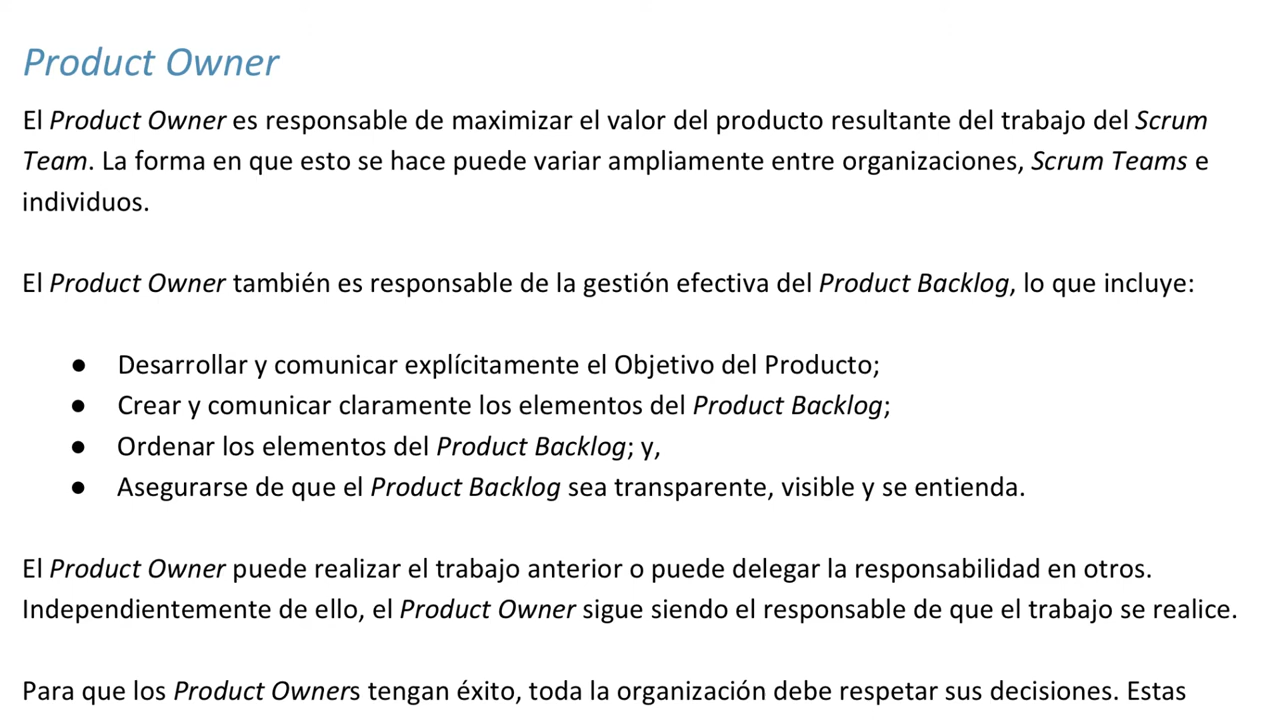 Product Owner
El Product Owner es responsable de maximizar el valor del producto resultante del trabajo del Scrum
Team. La forma en que esto se hace puede variar ampliamente entre organizaciones, Scrum Teams e
individuos.
El Product Owner también es responsable de la gestión efectiva del Product Backlog, lo que incluye:
● Desarrollar y comunicar explícitamente el Objetivo del Producto;
● Crear y comunicar claramente los elementos del Product Backlog;
● Ordenar los elementos del Product Backlog; y,
● Asegurarse de que el Product Backlog sea transparente, visible y se entienda.
El Product Owner puede realizar el trabajo anterior o puede delegar la responsabilidad en otros.
Independientemente de ello, el Product Owner sigue siendo el responsable de que el trabajo se realice.
Para que los Product Owners tengan éxito, toda la organización debe respetar sus decisiones. Estas